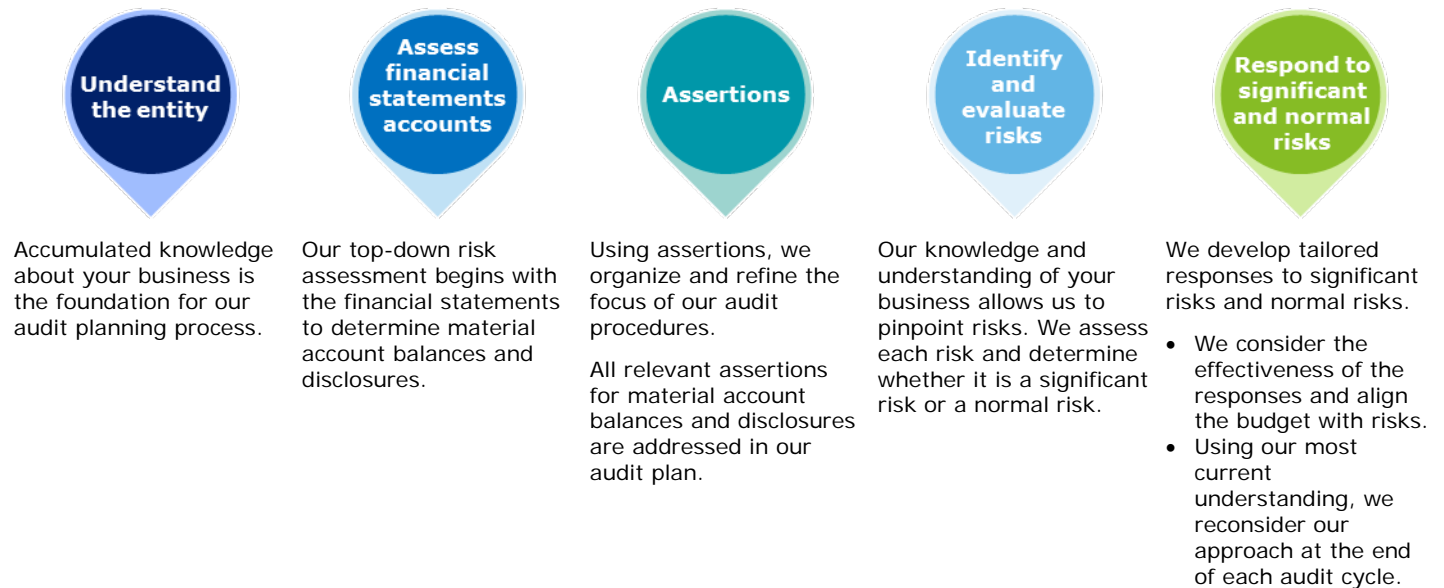 Understand
the entity
Accumulated knowledge
about your business is
the foundation for our
audit planning process.
Assess
financial
statements
accounts
Our top-down risk
assessment begins with
the financial statements
to determine material
account balances and
disclosures.
Assertions
Using assertions, we
organize and refine the
focus of our audit
procedures.
All relevant assertions
for material account
balances and disclosures
are addressed in our
audit plan.
Identify
and
evaluate
risks
Our knowledge and
understanding of your
business allows us to
pinpoint risks. We assess
each risk and determine
whether it is a significant
risk or a normal risk.
Respond to
significant
and normal
risks
We develop tailored
responses to significant
risks and normal risks.
• We consider the
effectiveness of the
responses and align
the budget with risks.
• Using our most
current
understanding, we
reconsider our
approach at the end
of each audit cycle.